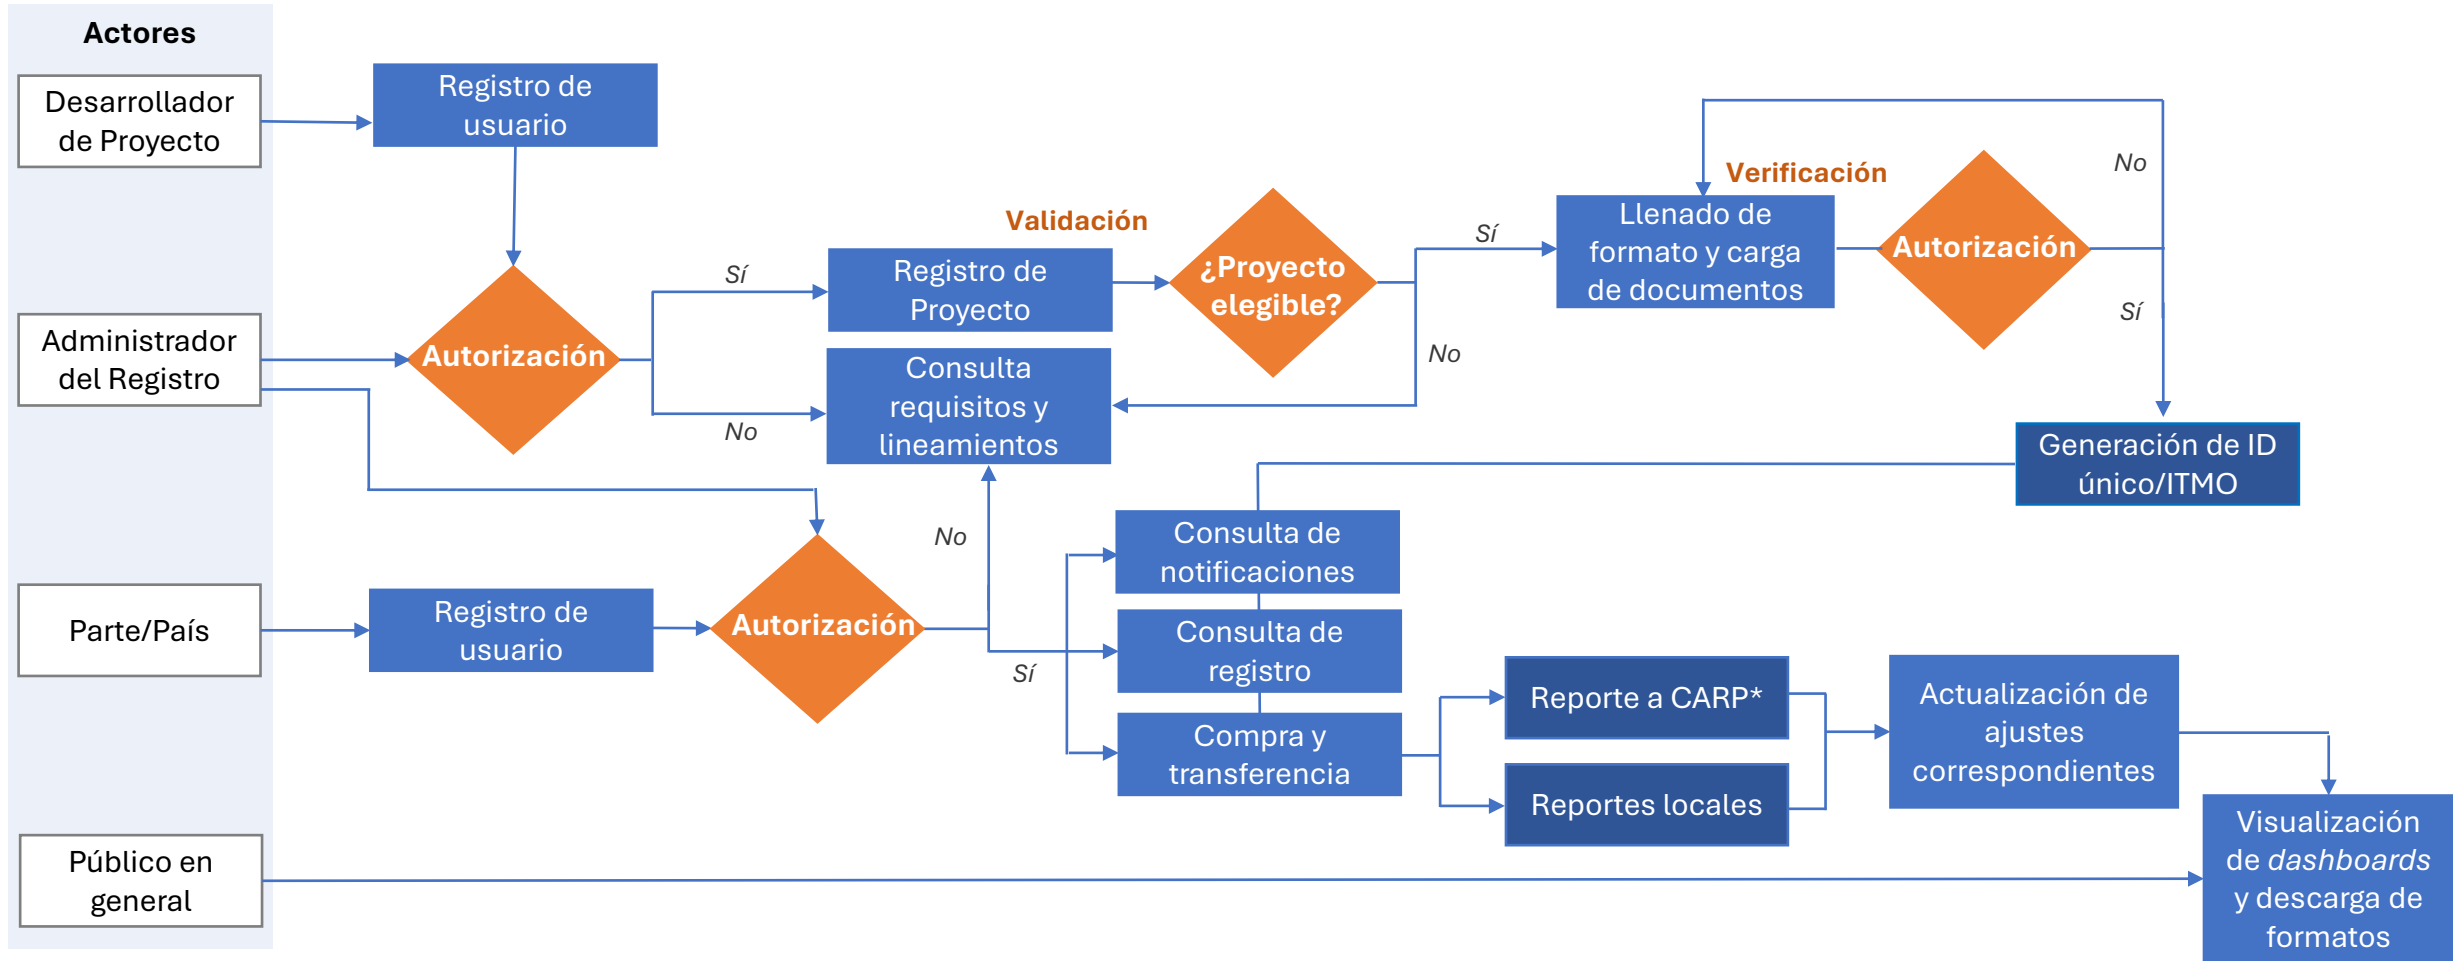 Actores
Desarrollador
de Proyecto
Registro de
usuario
Administrador
del Registro
Autorización
Sí
No
Registro de
Proyecto
Consulta
requisitos y
lineamientos
Validación
¿Proyecto
elegible?
Sí
No
Llenado de
formato y carga
de documentos
Verificación
Autorización
No
Sí
Generación de ID
único/ITMO
Parte/País
Registro de
usuario
Autorización
No
Sí
Consulta de
notificaciones
Consulta de
registro
Compra y
transferencia
Reporte a CARP*
Reportes locales
Actualización de
ajustes
correspondientes
Público en
general
Visualización
de dashboards
y descarga de
formatos